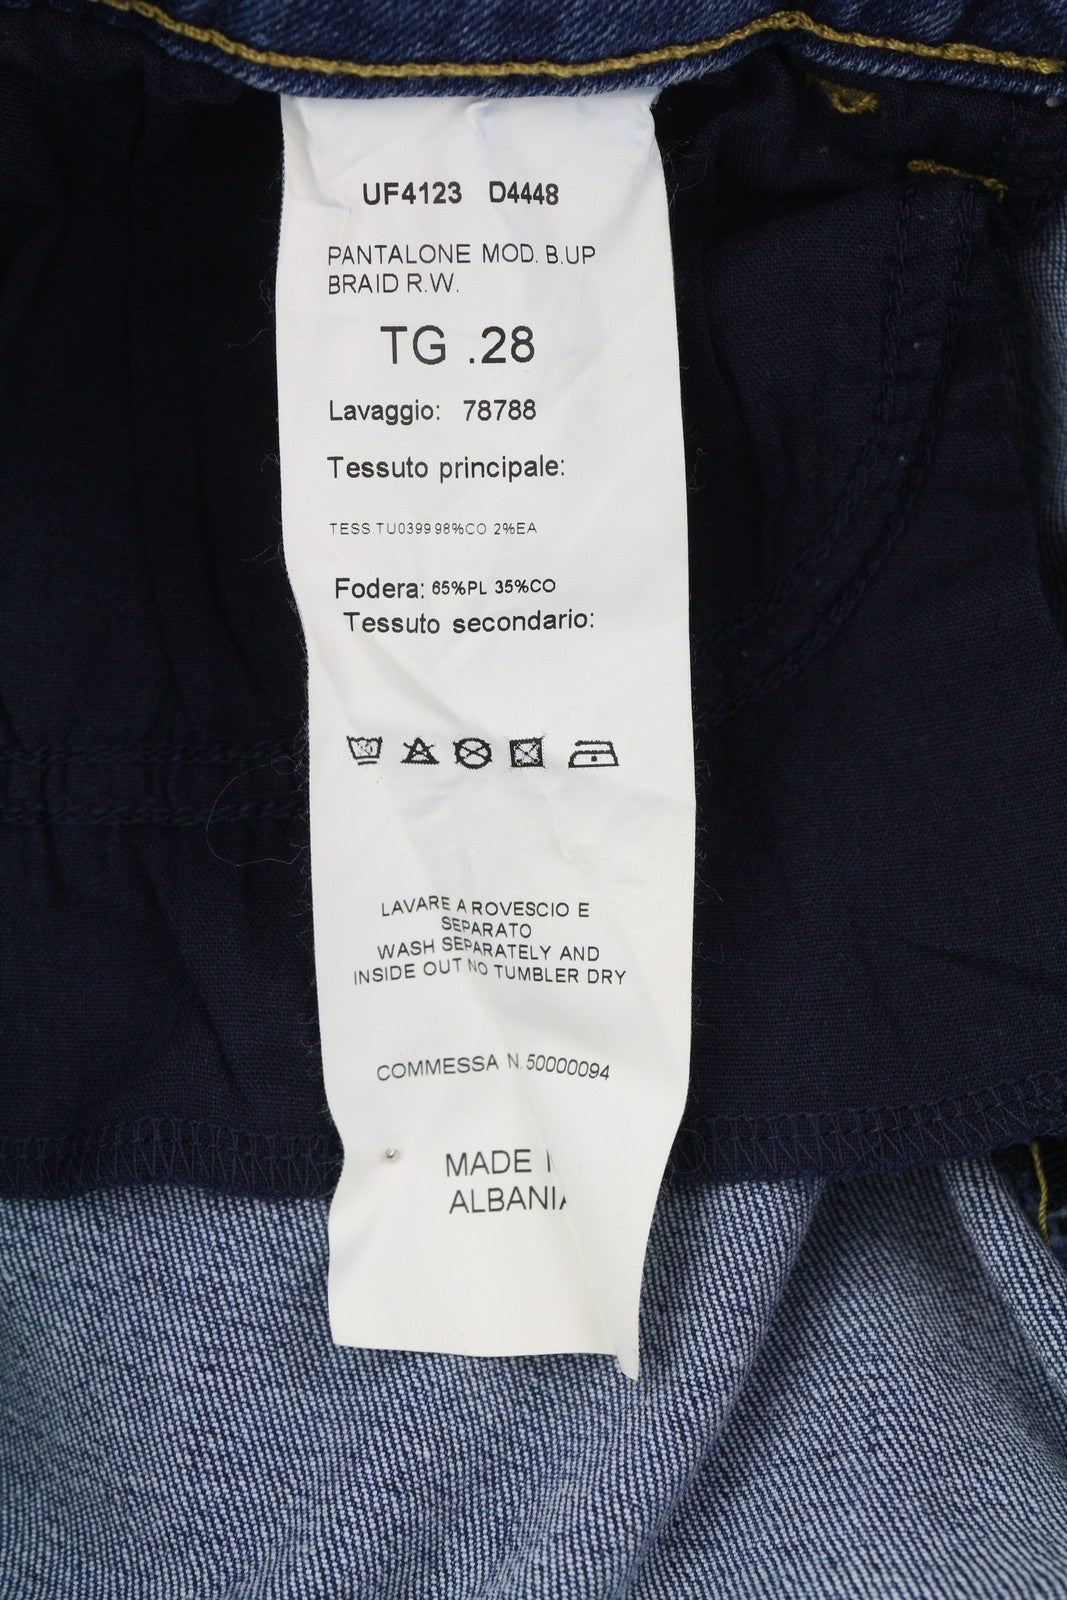 UF4123 D4448
PANTALONE MOD. B.UP
BRAID R.W.
TG .28
Lavaggio: 78788
Tessuto principale:
TESS.TU0399 98%CO 2%EA
Fodera: 65%PL 35%CO
Tessuto secondario:
LAVARE A ROVESCIO E
SEPARATO
WASH SEPARATELY AND
INSIDE OUT NO TUMBLER DRY
COMMESSA N. 50000094
MADE I
ALBANIA